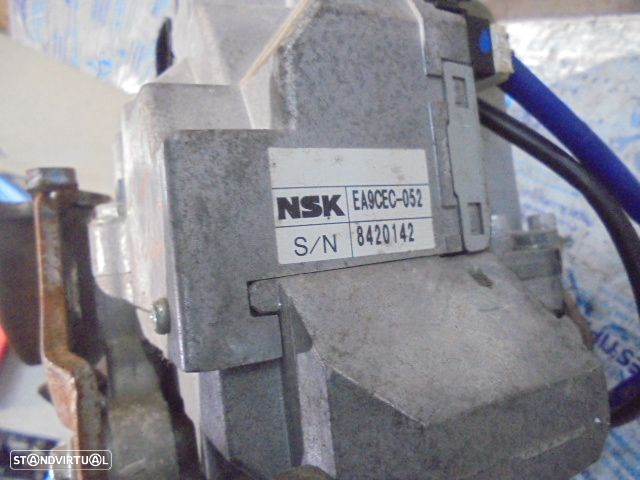 NSK EA9CEC-052
S/N 8420142
STANDVIRTUAL